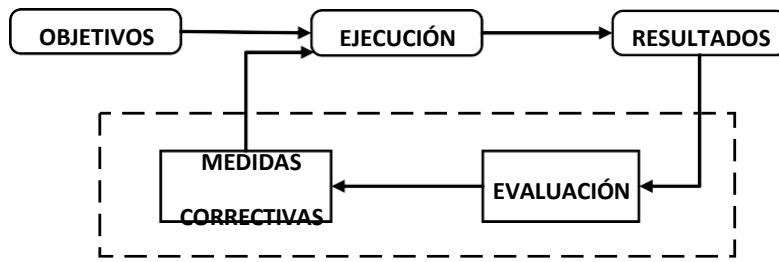 OBJETIVOS
EJECUCIÓN
RESULTADOS
MEDIDAS
CORRECTIVAS
EVALUACIÓN